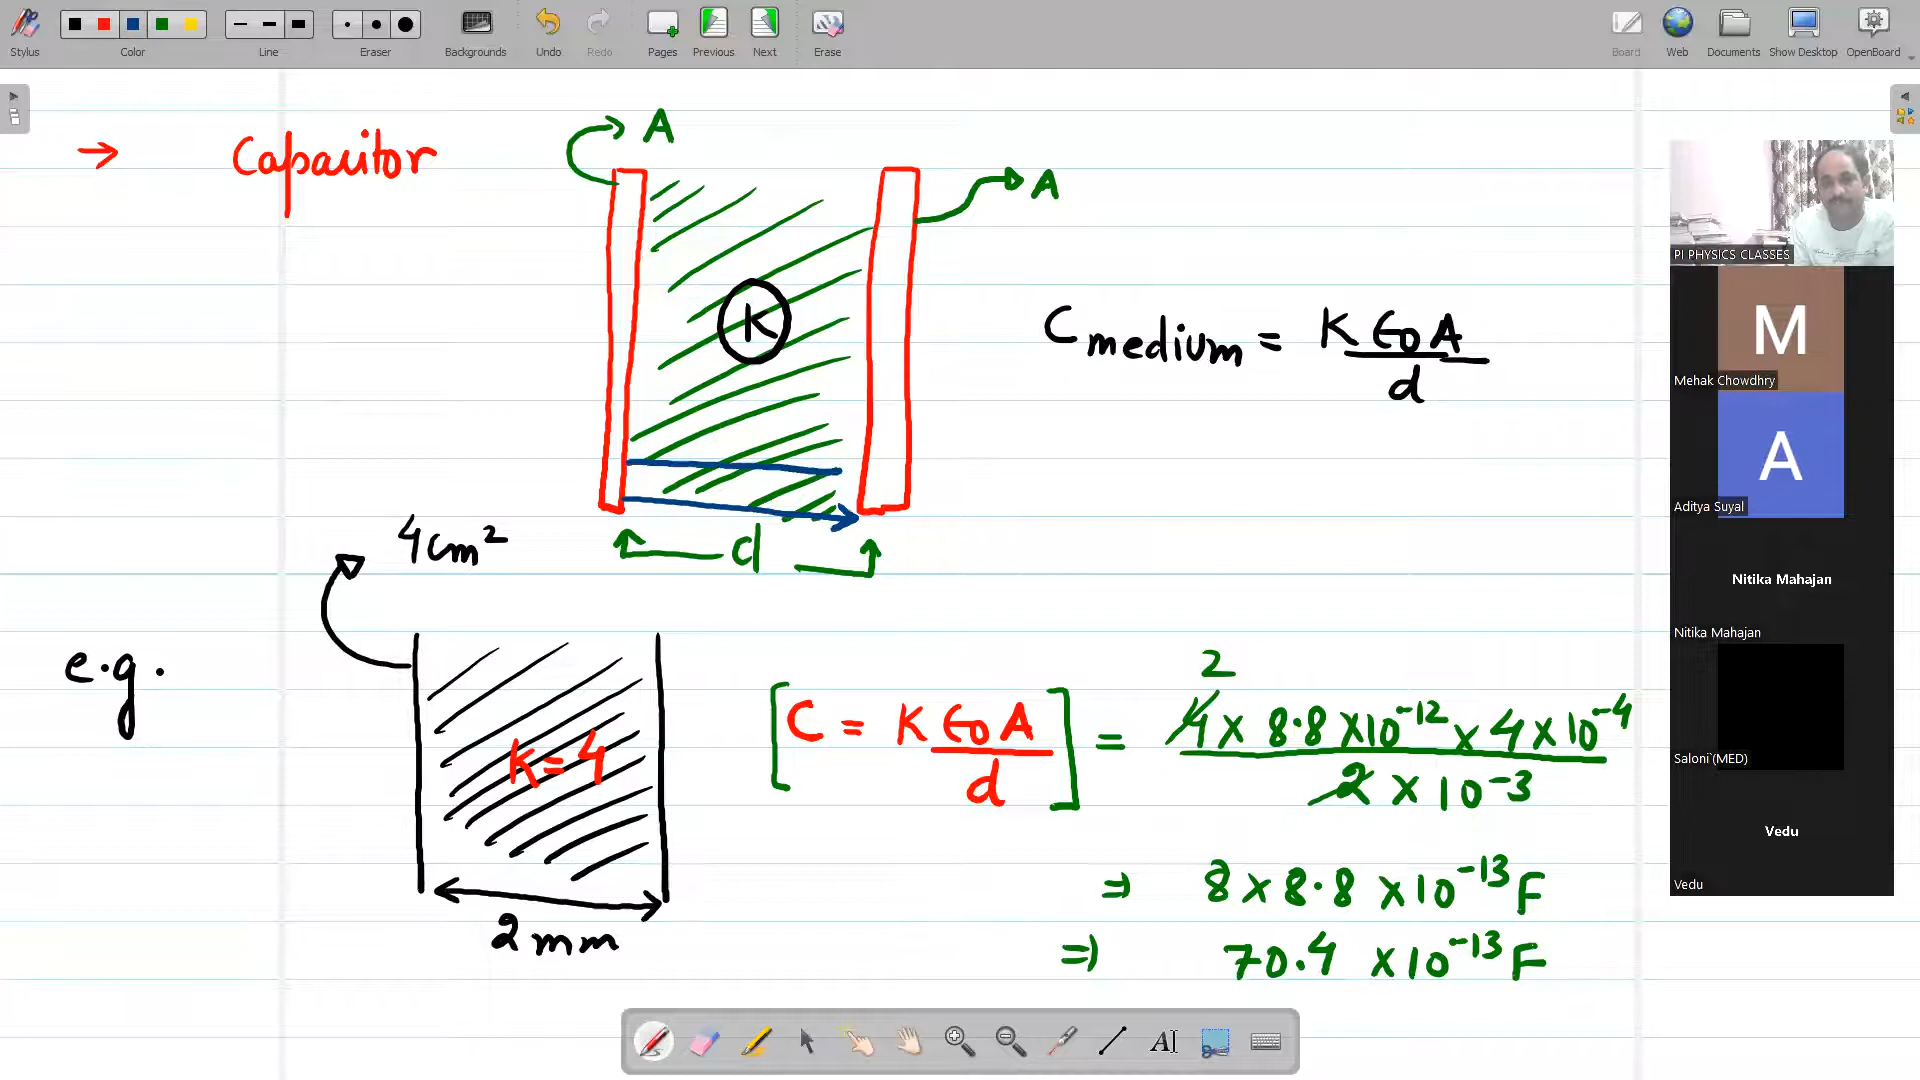 Stylus
Color
Line
Eraser
Backgrounds
Undo
Redo
Pages
Previous
Next
Erase
Board
Web
Documents
Show Desktop
OpenBoard
→ Capacitor
A
A
K
C medium = K ϵ0 A / d
d
4cm²
e.g.
K = 4
2mm
[C = K ϵ0 A / d] = 4 × 8.8 × 10⁻¹² × 4 × 10⁻⁴ / 2 × 10⁻³
2
⇒ 8 × 8.8 × 10⁻¹³ F
⇒ 70.4 × 10⁻¹³ F
PI PHYSICS CLASSES
M
Mehak Chowdhry
A
Aditya Suyal
Nitika Mahajan
Nitika Mahajan
Saloni`(MED)
Vedu
Vedu
AI